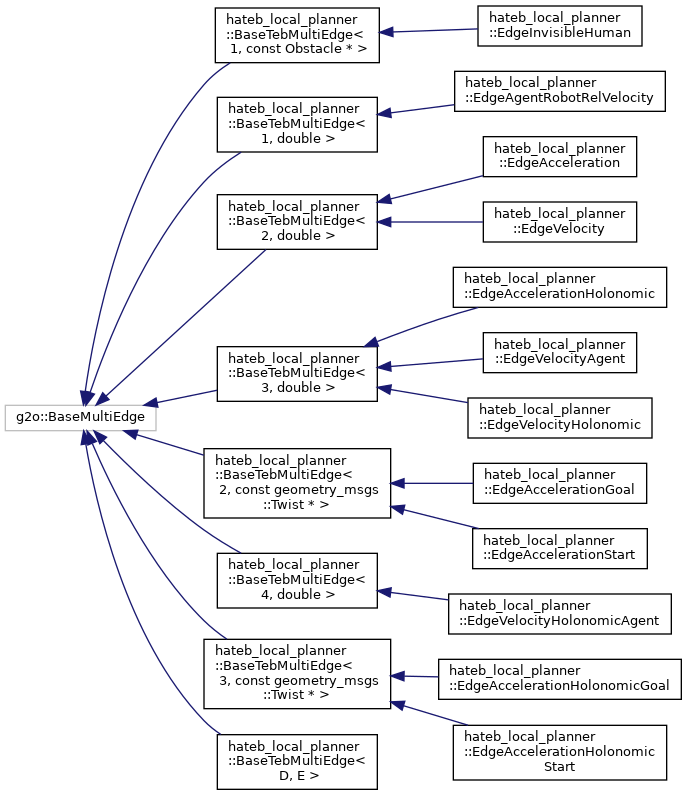 hateb_local_planner
::BaseTebMultiEdge<
1, const Obstacle * >
hateb_local_planner
::EdgeInvisibleHuman
hateb_local_planner
::EdgeAgentRobotRelVelocity
hateb_local_planner
::BaseTebMultiEdge<
1, double >
hateb_local_planner
::EdgeAcceleration
hateb_local_planner
::BaseTebMultiEdge<
2, double >
hateb_local_planner
::EdgeVelocity
hateb_local_planner
::EdgeAccelerationHolonomic
hateb_local_planner
::EdgeVelocityAgent
hateb_local_planner
::BaseTebMultiEdge<
3, double >
hateb_local_planner
::EdgeVelocityHolonomic
g2o::BaseMultiEdge
hateb_local_planner
::BaseTebMultiEdge<
2, const geometry_msgs
::Twist * >
hateb_local_planner
::EdgeAccelerationGoal
hateb_local_planner
::EdgeAccelerationStart
hateb_local_planner
::BaseTebMultiEdge<
4, double >
hateb_local_planner
::EdgeVelocityHolonomicAgent
hateb_local_planner
::BaseTebMultiEdge<
3, const geometry_msgs
::Twist * >
hateb_local_planner
::EdgeAccelerationHolonomicGoal
hateb_local_planner
::EdgeAccelerationHolonomic
Start
hateb_local_planner
::BaseTebMultiEdge<
D, E >